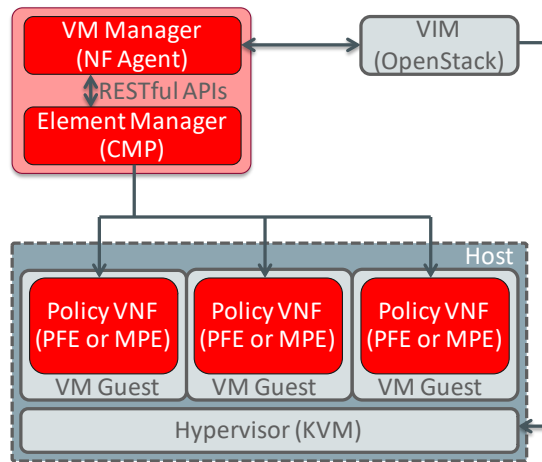 VM Manager
(NF Agent)
VIM
(OpenStack)
RESTful APIs
Element Manager
(CMP)
Host
Policy VNF
(PFE or MPE)
VM Guest
Policy VNF
(PFE or MPE)
VM Guest
Policy VNF
(PFE or MPE)
VM Guest
Hypervisor (KVM)